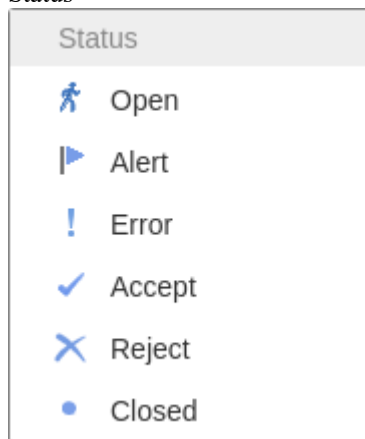 Status
Open
Alert
Error
Accept
Reject
Closed